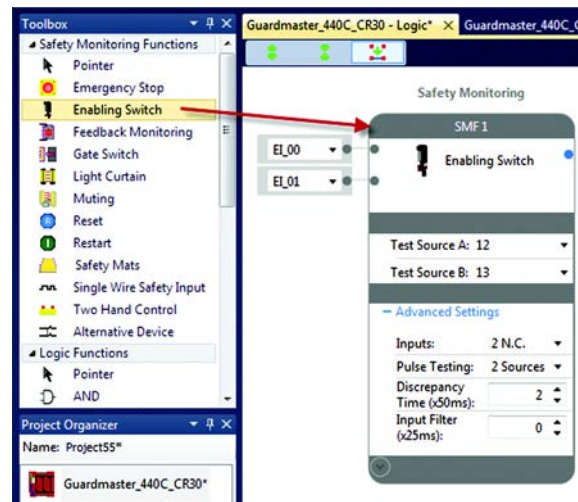 Toolbox
Safety Monitoring Functions
Pointer
Emergency Stop
Enabling Switch
Feedback Monitoring
Gate Switch
Light Curtain
Muting
Reset
Restart
Safety Mats
Single Wire Safety Input
Two Hand Control
Alternative Device
Logic Functions
Pointer
AND
Project Organizer
Name: Project55*
Guardmaster_440C_CR30*
Guardmaster_440C_CR30 - Logic*
Guardmaster_440C_C
Safety Monitoring
SMF 1
EI_00
EI_01
Enabling Switch
Test Source A: 12
Test Source B: 13
Advanced Settings
Inputs: 2 N.C.
Pulse Testing: 2 Sources
Discrepancy
Time (x50ms): 2
Input Filter
(x25ms): 0